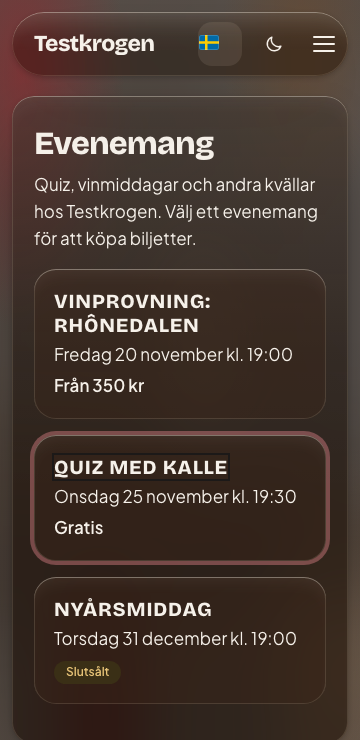 Testkrogen
Evenemang
Quiz, vinmiddagar och andra kvällar
hos Testkrogen. Välj ett evenemang
för att köpa biljetter.
VINPROVNING:
RHÔNEDALEN
Fredag 20 november kl. 19:00
Från 350 kr
QUIZ MED KALLE
Onsdag 25 november kl. 19:30
Gratis
NYÅRSMIDDAG
Torsdag 31 december kl. 19:00
Slutsålt